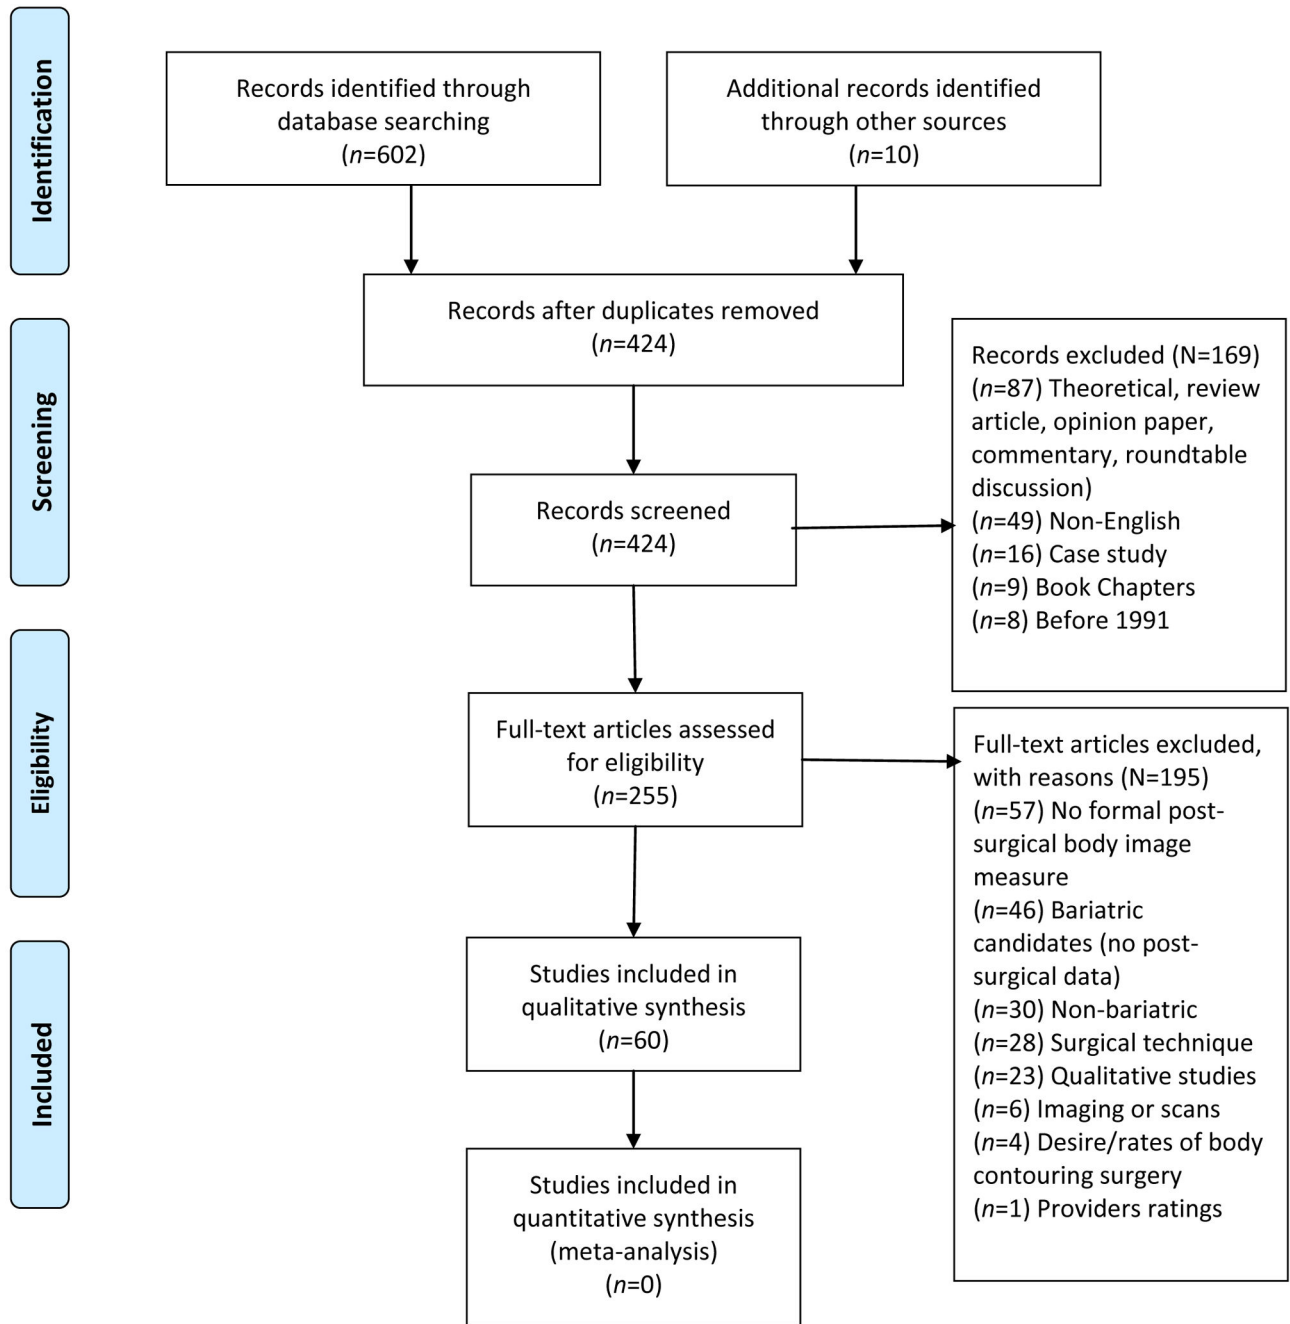 Identification
Records identified through
database searching
(n=602)
Additional records identified
through other sources
(n=10)
Records after duplicates removed
(n=424)
Screening
Records screened
(n=424)
Records excluded (N=169)
(n=87) Theoretical, review
article, opinion paper,
commentary, roundtable
discussion)
(n=49) Non-English
(n=16) Case study
(n=9) Book Chapters
(n=8) Before 1991
Eligibility
Full-text articles assessed
for eligibility
(n=255)
Full-text articles excluded,
with reasons (N=195)
(n=57) No formal post-
surgical body image
measure
(n=46) Bariatric
candidates (no post-
surgical data)
(n=30) Non-bariatric
(n=28) Surgical technique
(n=23) Qualitative studies
(n=6) Imaging or scans
(n=4) Desire/rates of body
contouring surgery
(n=1) Providers ratings
Included
Studies included in
qualitative synthesis
(n=60)
Studies included in
quantitative synthesis
(meta-analysis)
(n=0)